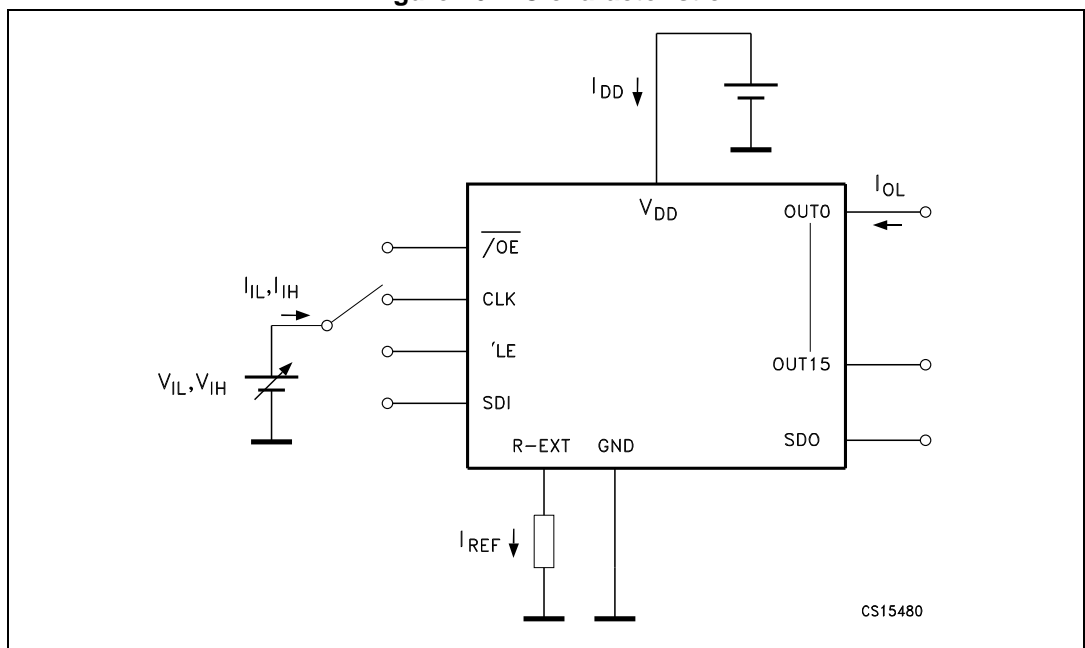 I_DD
V_DD
I_OL
OUT0
/OE
I_IL,I_IH
CLK
'LE
OUT15
V_IL,V_IH
SDI
SDO
R-EXT GND
I_REF
CS15480